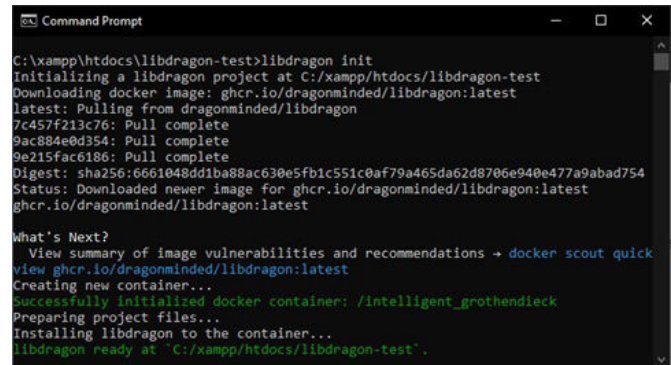 Command Prompt
C:\xampp\htdocs\libdragon-test>libdragon init
Initializing a libdragon project at C:/xampp/htdocs/libdragon-test
Downloading docker image: ghcr.io/dragonminded/libdragon:latest
latest: Pulling from dragonminded/libdragon
7c457f213c76: Pull complete
9ac884e0d354: Pull complete
9e215fac6186: Pull complete
Digest: sha256:6661048dd1ba88ac630e5fb1c551c0af79a465da62d8706e940e477a9abad754
Status: Downloaded newer image for ghcr.io/dragonminded/libdragon:latest
ghcr.io/dragonminded/libdragon:latest
What's Next?
View summary of image vulnerabilities and recommendations → docker scout quick
view ghcr.io/dragonminded/libdragon:latest
Creating new container...
Successfully initialized docker container: /intelligent_grothendieck
Preparing project files...
Installing libdragon to the container...
libdragon ready at `C:/xampp/htdocs/libdragon-test`.